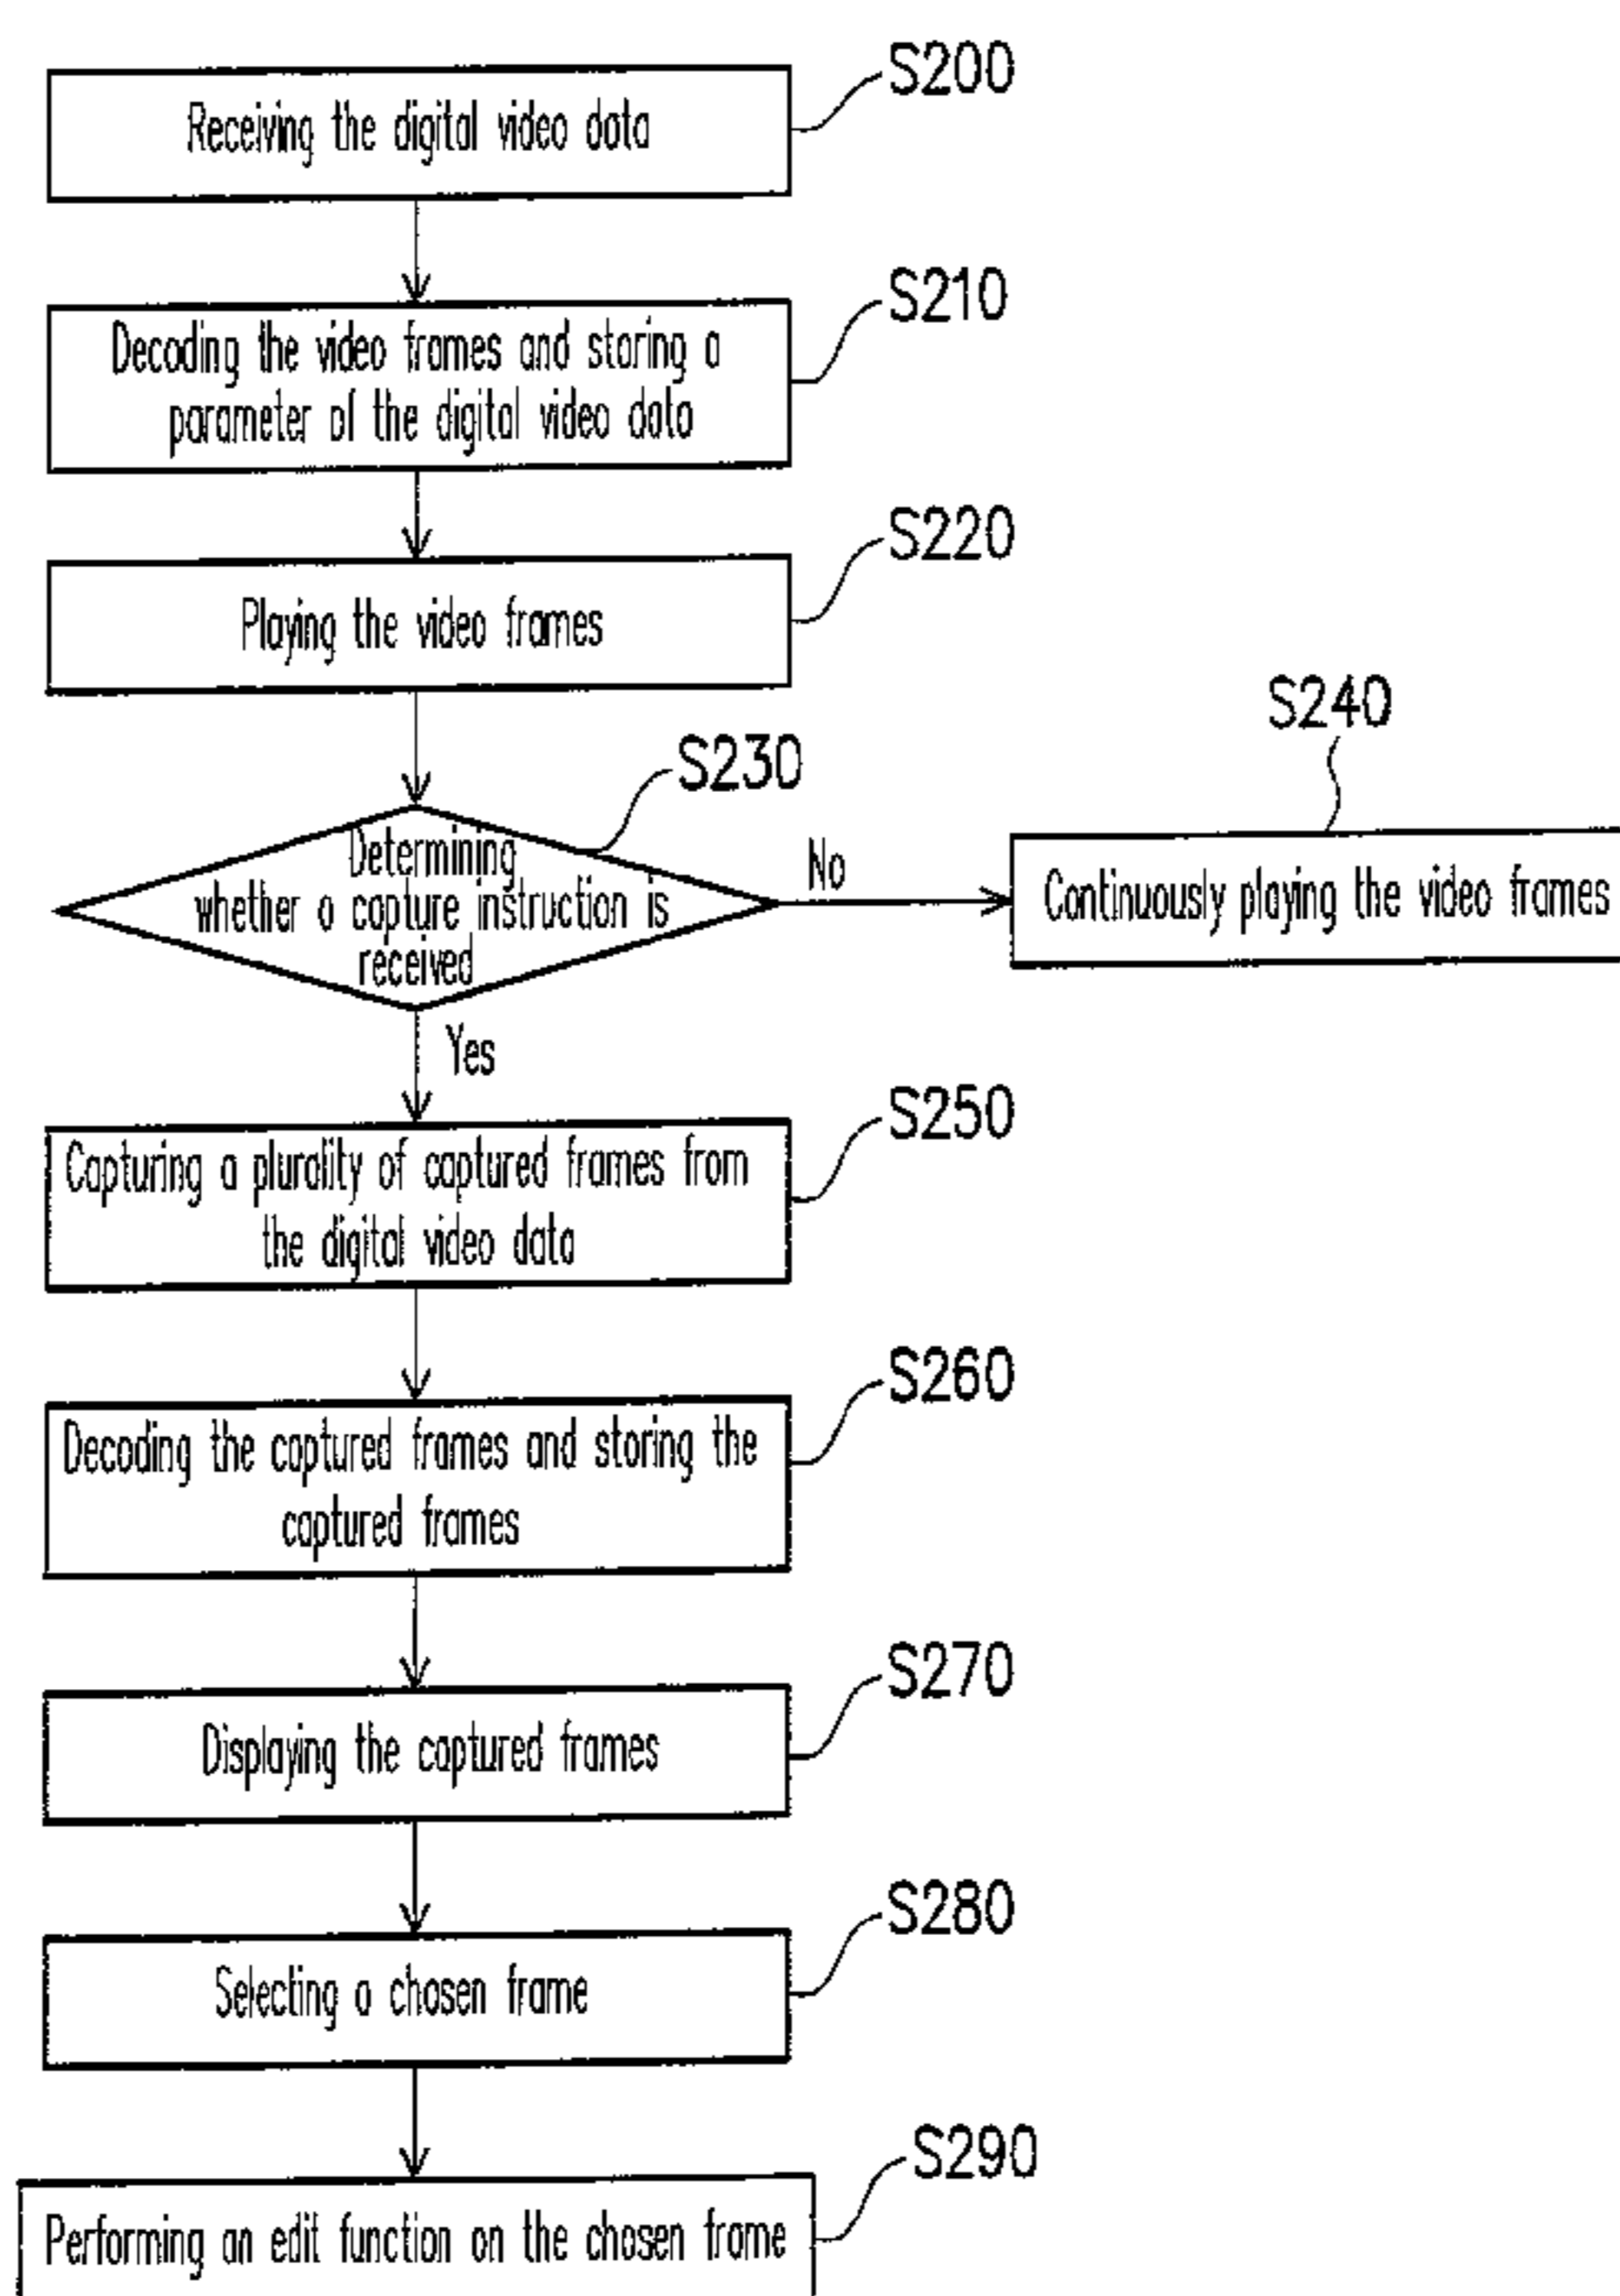 S200
Receiving the digital video data
S210
Decoding the video frames and storing a
parameter of the digital video data
S220
Playing the video frames
S230
Determining
whether a capture instruction is
received
No
S240
Continuously playing the video frames
Yes
S250
Capturing a plurality of captured frames from
the digital video data
S260
Decoding the captured frames and storing the
captured frames
S270
Displaying the captured frames
S280
Selecting a chosen frame
S290
Performing an edit function on the chosen frame